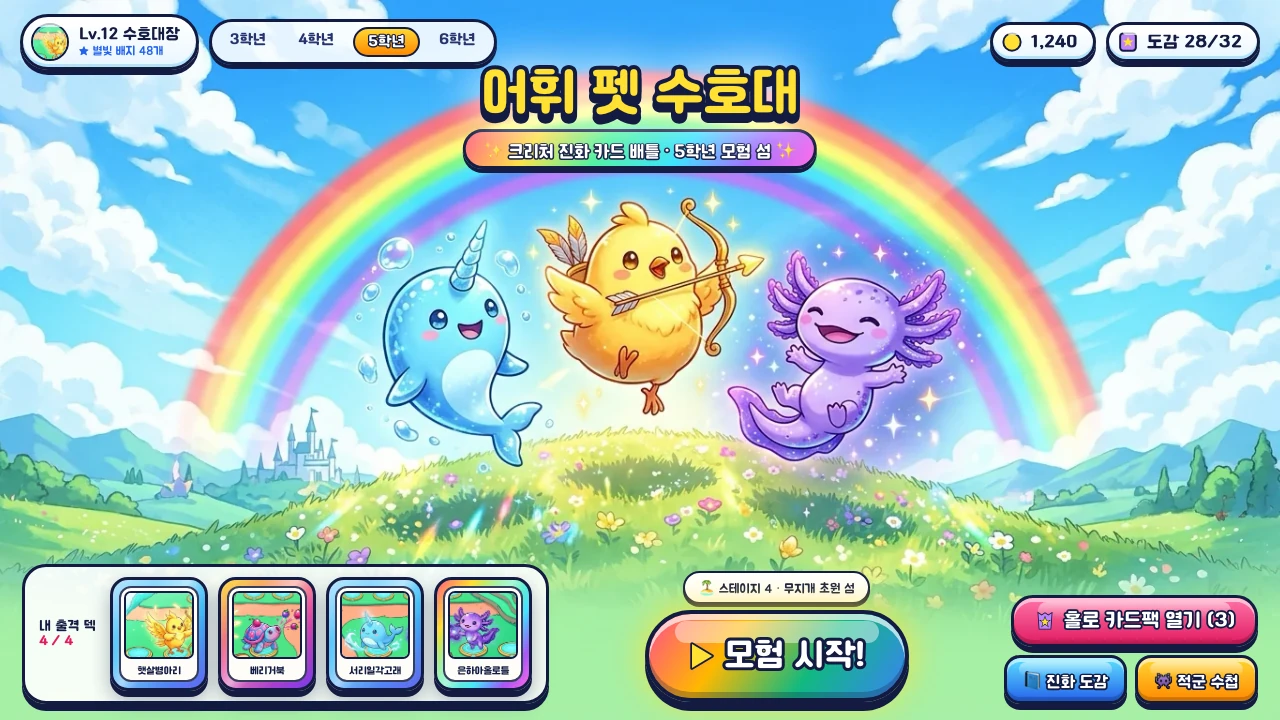 Lv.12 수호대장
★ 별빛 배지 48개
3학년
4학년
5학년
6학년
1,240
도감 28/32
어휘 펫 수호대
✨ 크리처 진화 카드 배틀 · 5학년 모험 섬 ✨
내 출격 덱
4 / 4
햇살병아리
베리거북
서리일각고래
은하아홀로틀
🏝️ 스테이지 4 · 무지개 초원 섬
모험 시작!
홀로 카드팩 열기 (3)
진화 도감
적군 수첩